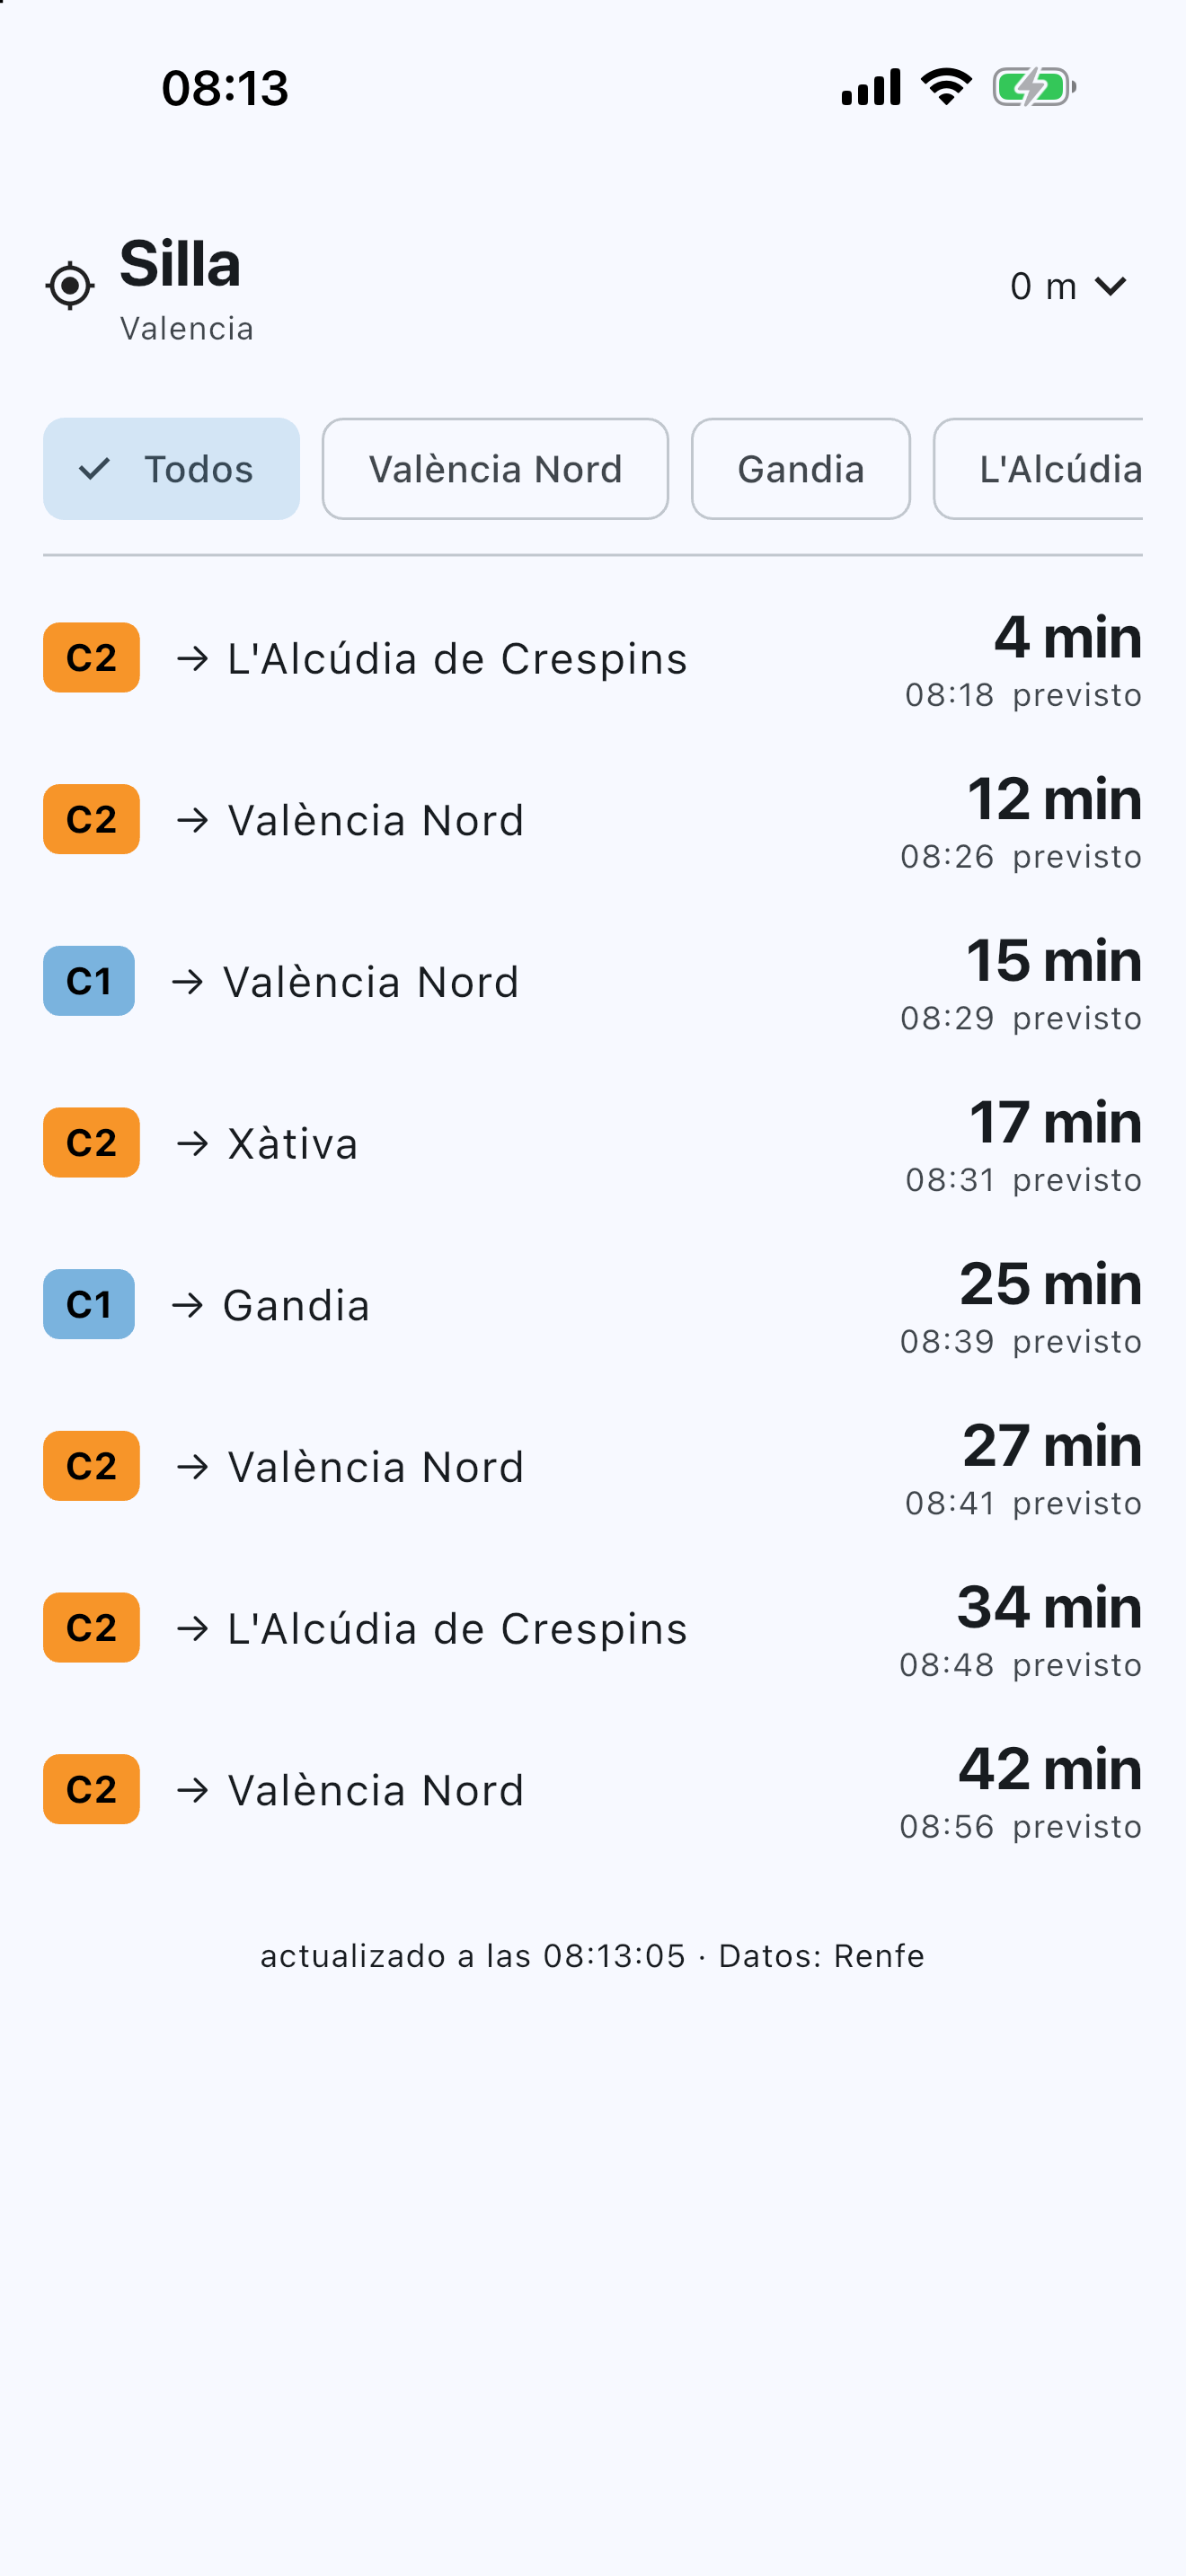 08:13
Silla
0 m
Valencia
Todos València Nord Gandia L'Alcúdia
C2 → L'Alcúdia de Crespins 4 min
08:18 previsto
C2 → València Nord 12 min
08:26 previsto
C1 → València Nord 15 min
08:29 previsto
C2 → Xàtiva 17 min
08:31 previsto
C1 → Gandia 25 min
08:39 previsto
C2 → València Nord 27 min
08:41 previsto
C2 → L'Alcúdia de Crespins 34 min
08:48 previsto
C2 → València Nord 42 min
08:56 previsto
actualizado a las 08:13:05 · Datos: Renfe